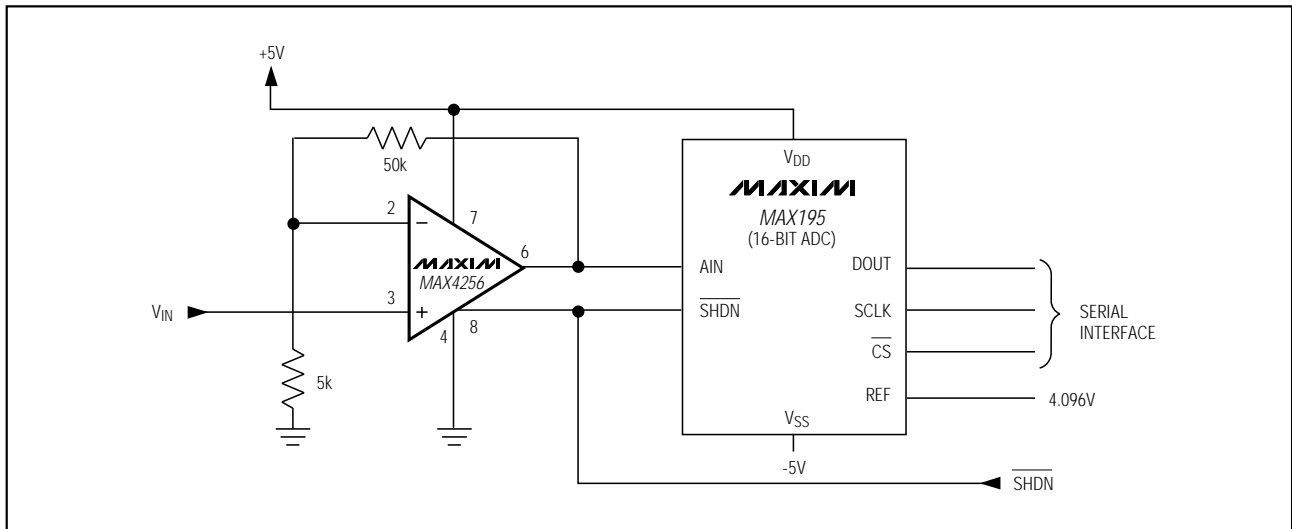 +5V
50k
2
−
7
MAXIM
MAX4256
6
3
+
4
8
V_IN
5k
V_DD
MAXIM
MAX195
(16-BIT ADC)
AIN
DOUT
SHDN
SCLK
CS
REF
V_SS
-5V
SERIAL
INTERFACE
4.096V
SHDN